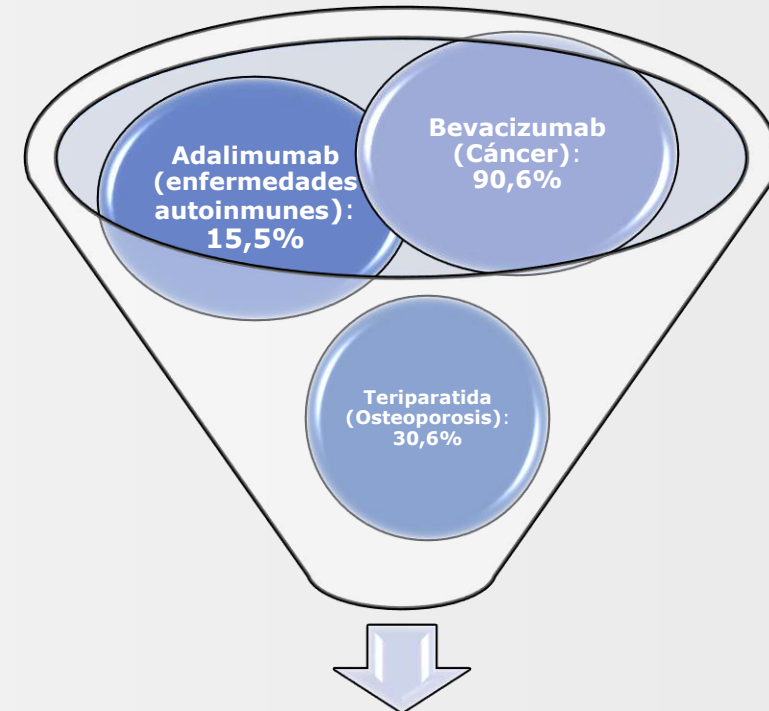 Adalimumab
(enfermedades
autoinmunes):
15,5%
Bevacizumab
(Cáncer):
90,6%
Teriparatida
(Osteoporosis):
30,6%